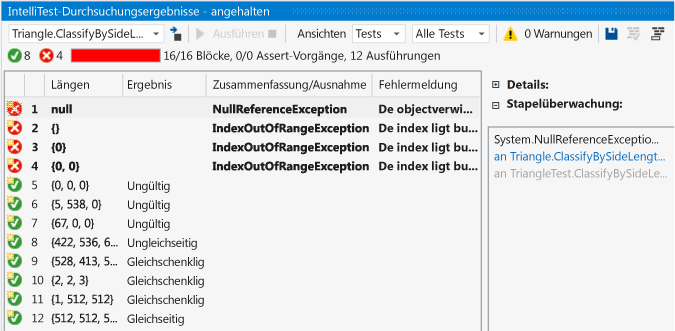 IntelliTest-Durchsuchungsergebnisse - angehalten
Triangle.ClassifyBySideLeng... Ausführen Ansichten Tests Alle Tests 0 Warnungen
8 4 16/16 Blöcke, 0/0 Assert-Vorgänge, 12 Ausführungen
Längen Ergebnis Zusammenfassung/Ausnahme Fehlermeldung
1 null NullReferenceException De objectverwi...
2 {} IndexOutOfRangeException De index ligt bu...
3 {0} IndexOutOfRangeException De index ligt bu...
4 {0, 0} IndexOutOfRangeException De index ligt bu...
5 {0, 0, 0} Ungültig
6 {5, 538, 0} Ungültig
7 {67, 0, 0} Ungültig
8 {422, 536, 6... Ungleichseitig
9 {528, 413, 5... Gleichschenklig
10 {2, 2, 3} Gleichschenklig
11 {1, 512, 512} Gleichschenklig
12 {512, 512, 5... Gleichseitig
Details:
Stapelüberwachung:
System.NullReferenceExceptio...
an Triangle.ClassifyBySideLengt...
an TriangleTest.ClassifyBySideLe...